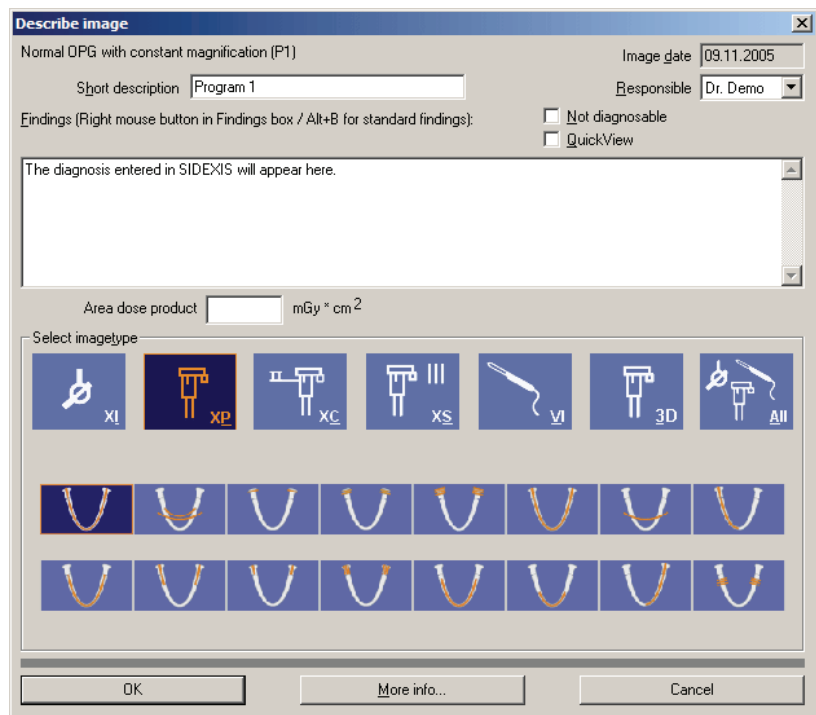 Describe image
Normal OPG with constant magnification (P1)
Image date 09.11.2005
Short description Program 1
Responsible Dr. Demo
Findings (Right mouse button in Findings box / Alt+B for standard findings):
Not diagnosable
QuickView
The diagnosis entered in SIDEXIS will appear here.
Area dose product mGy * cm2
Select imagetype
XI XP XC XS VI 3D All
OK More info... Cancel